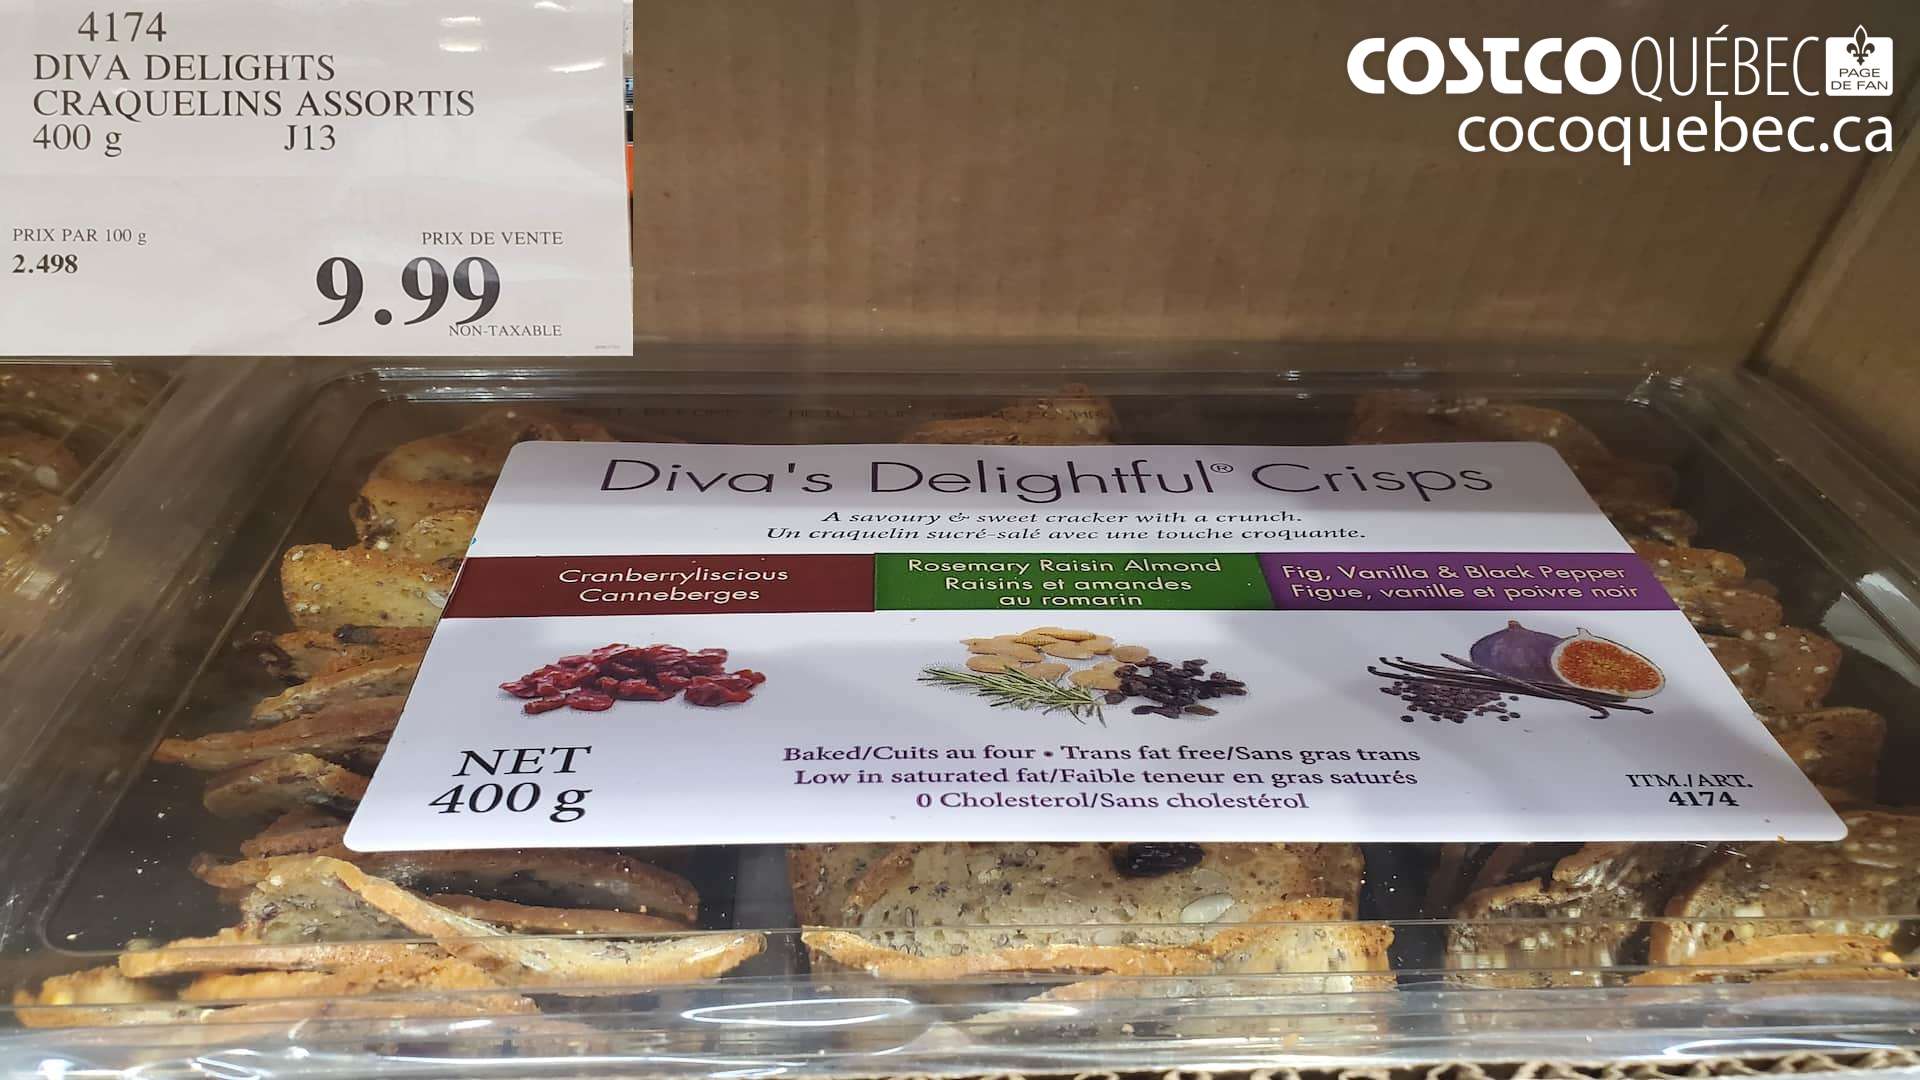 4174
DIVA DELIGHTS
CRAQUELINS ASSORTIS
400 g J13
PRIX PAR 100 g
2.498
PRIX DE VENTE
9.99
NON-TAXABLE
COSTCO QUÉBEC
PAGE
DE FAN
cocoquebec.ca
Diva's Delightful® Crisps
A savoury & sweet cracker with a crunch.
Un craquelin sucré-salé avec une touche croquante.
Cranberryliscious
Canneberges
Rosemary Raisin Almond
Raisins et amandes
au romarin
Fig, Vanilla & Black Pepper
Figue, vanille et poivre noir
NET
400 g
Baked/Cuits au four • Trans fat free/Sans gras trans
Low in saturated fat/Faible teneur en gras saturés
0 Cholesterol/Sans cholestérol
ITM./ART.
4174